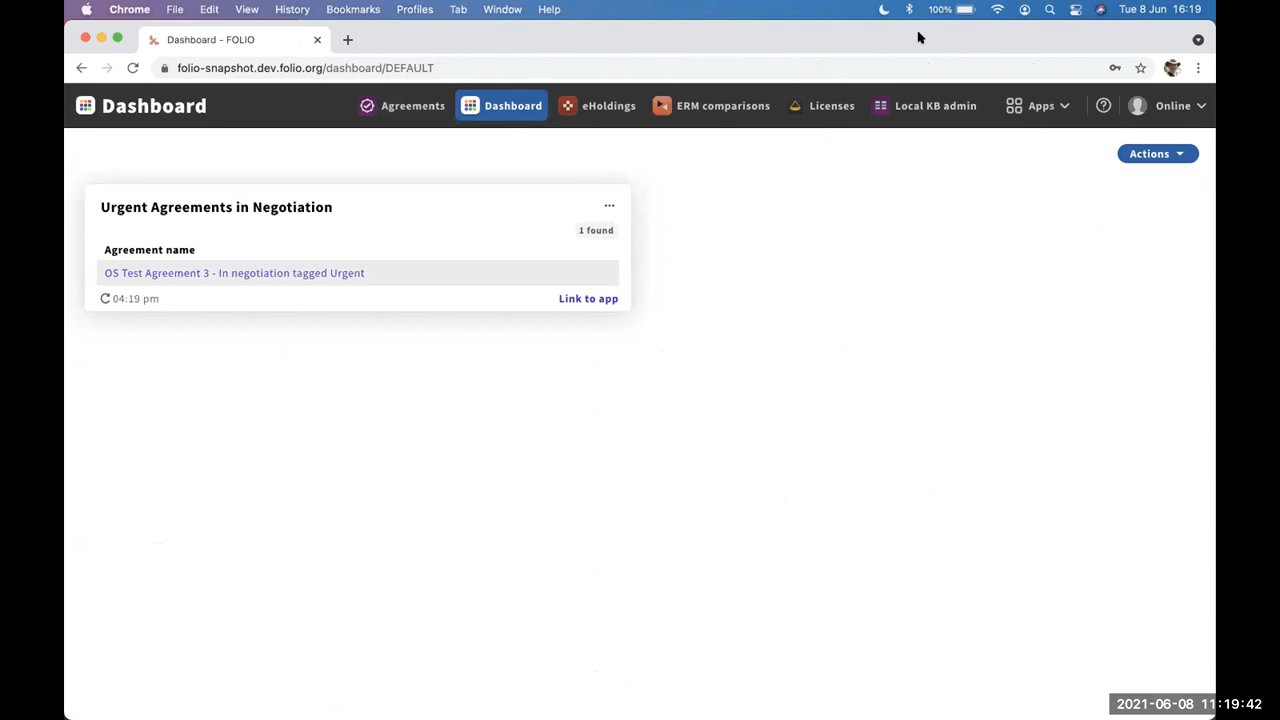 Chrome File Edit View History Bookmarks Profiles Tab Window Help 100% Tue 8 Jun 16:19
Dashboard - FOLIO
folio-snapshot.dev.folio.org/dashboard/DEFAULT
Dashboard Agreements Dashboard eHoldings ERM comparisons Licenses Local KB admin Apps Online
Actions
Urgent Agreements in Negotiation
1 found
Agreement name
OS Test Agreement 3 - In negotiation tagged Urgent
04:19 pm Link to app
2021-06-08 11:19:42